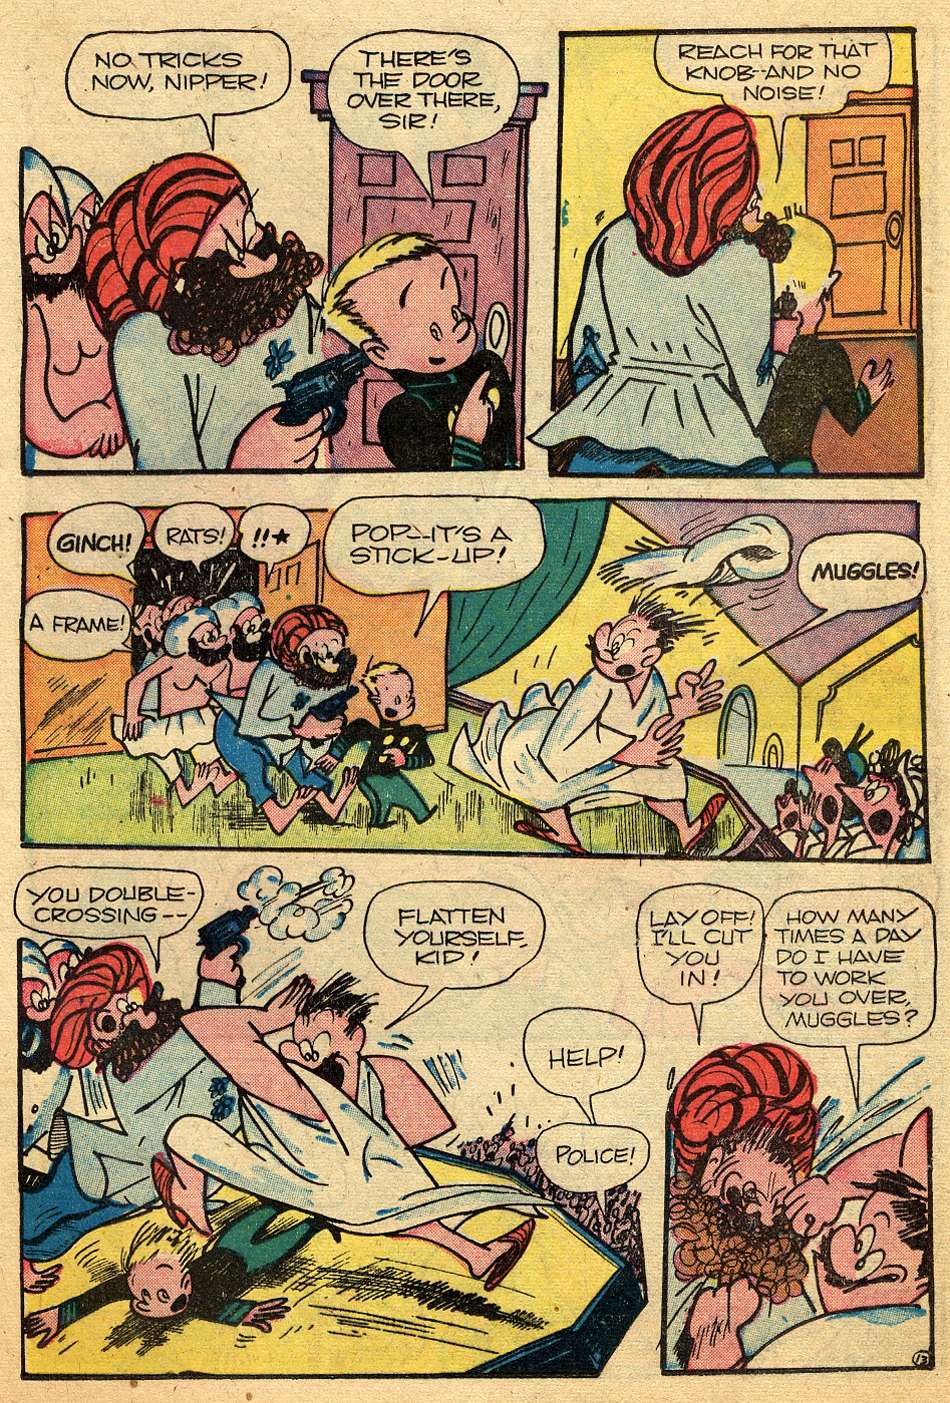 NO TRICKS
NOW, NIPPER!
THERE'S
THE DOOR
OVER THERE,
SIR!
REACH FOR THAT
KNOB--AND NO
NOISE!
GINCH!
RATS!
!!★
A FRAME!
POP--IT'S A
STICK-UP!
MUGGLES!
YOU DOUBLE-
CROSSING--
FLATTEN
YOURSELF,
KID!
HELP!
POLICE!
LAY OFF!
I'LL CUT
YOU
IN!
HOW MANY
TIMES A DAY
DO I HAVE
TO WORK
YOU OVER,
MUGGLES?
13